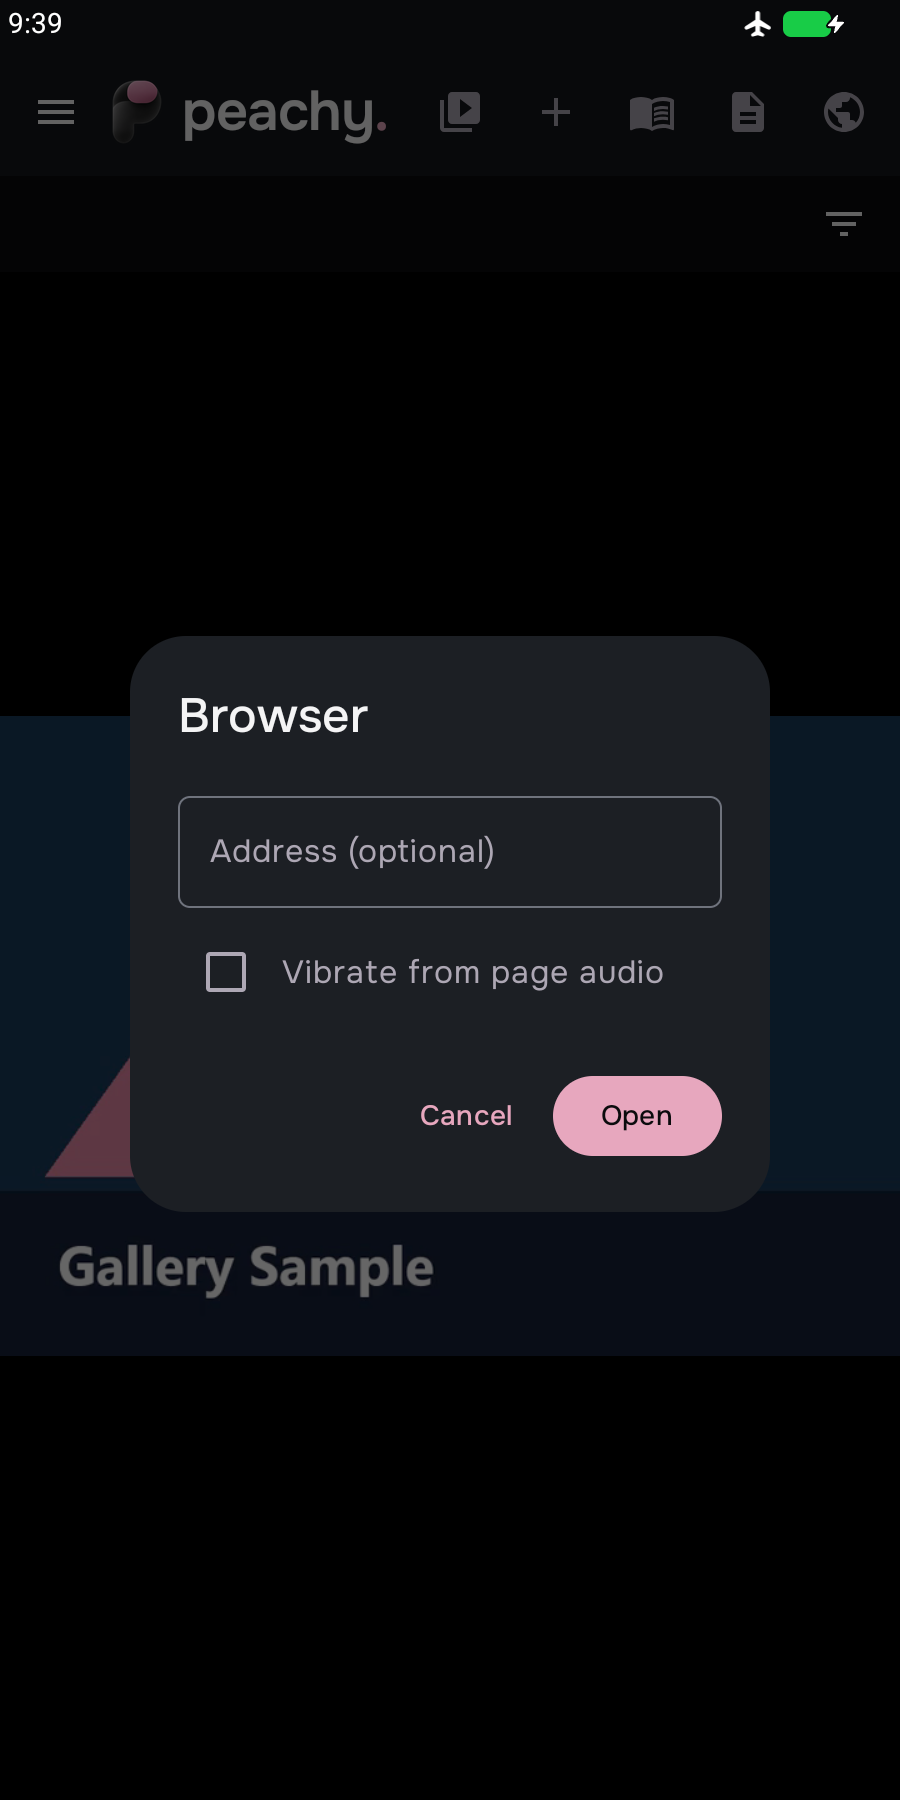 9:39
peachy.
Browser
Address (optional)
Vibrate from page audio
Cancel
Open
Gallery Sample